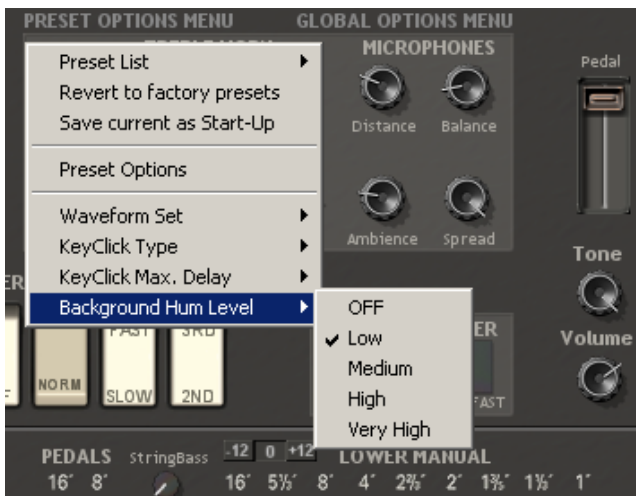 PRESET OPTIONS MENU GLOBAL OPTIONS MENU
MICROPHONES
Preset List
Revert to factory presets
Save current as Start-Up
Preset Options
Waveform Set
KeyClick Type
KeyClick Max. Delay
Background Hum Level
OFF
Low
Medium
High
Very High
Distance Balance
Ambience Spread
Pedal
Tone
Volume
NORM
FAST
SLOW
3RD
2ND
FAST
PEDALS StringBass -12 0 +12 LOWER MANUAL
16´ 8´ 16´ 5⅓´ 8´ 4´ 2⅔´ 2´ 1⅗´ 1⅓´ 1´